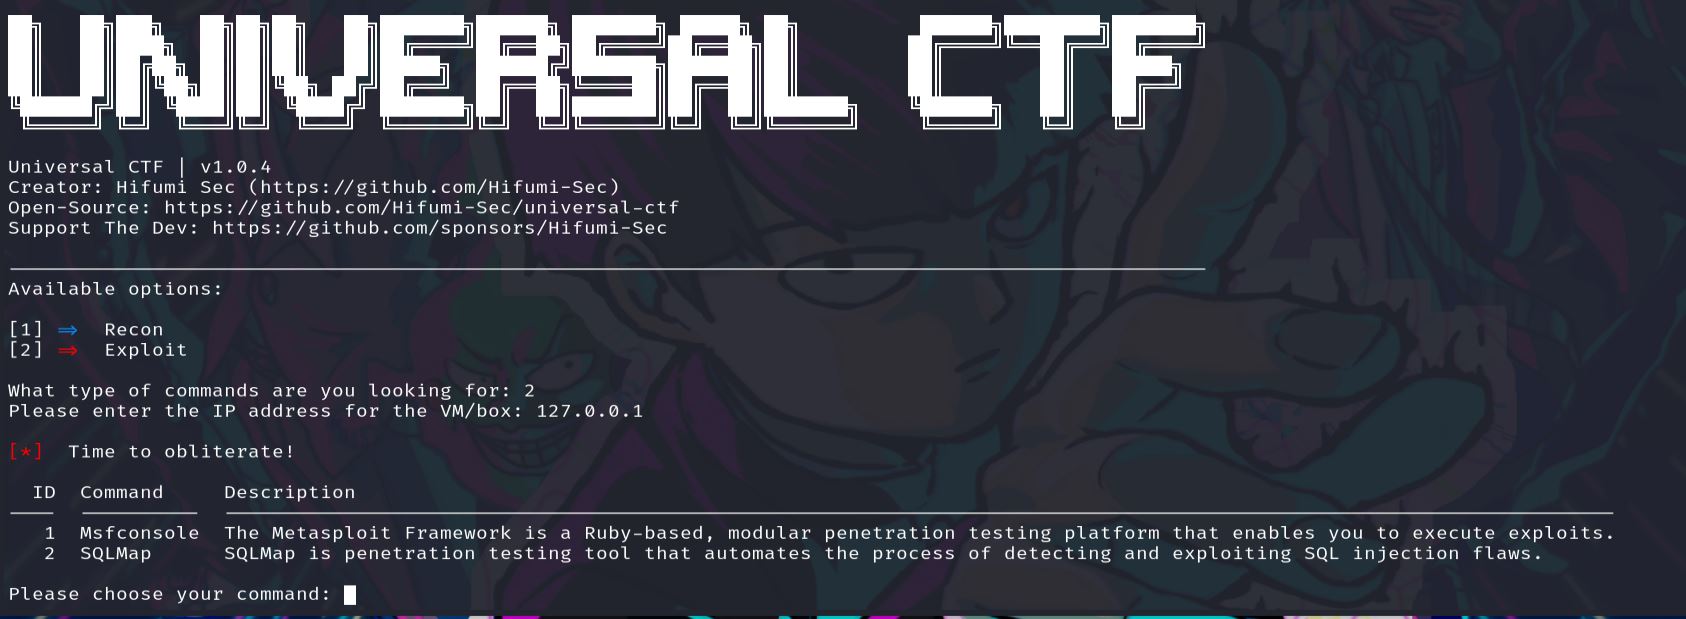 UNIVERSAL CTF
Universal CTF | v1.0.4
Creator: Hifumi Sec (https://github.com/Hifumi-Sec)
Open-Source: https://github.com/Hifumi-Sec/universal-ctf
Support The Dev: https://github.com/sponsors/Hifumi-Sec
Available options:
[1] ⇒ Recon
[2] ⇒ Exploit
What type of commands are you looking for: 2
Please enter the IP address for the VM/box: 127.0.0.1
[*] Time to obliterate!
ID Command Description
1 Msfconsole The Metasploit Framework is a Ruby-based, modular penetration testing platform that enables you to execute exploits.
2 SQLMap SQLMap is penetration testing tool that automates the process of detecting and exploiting SQL injection flaws.
Please choose your command: